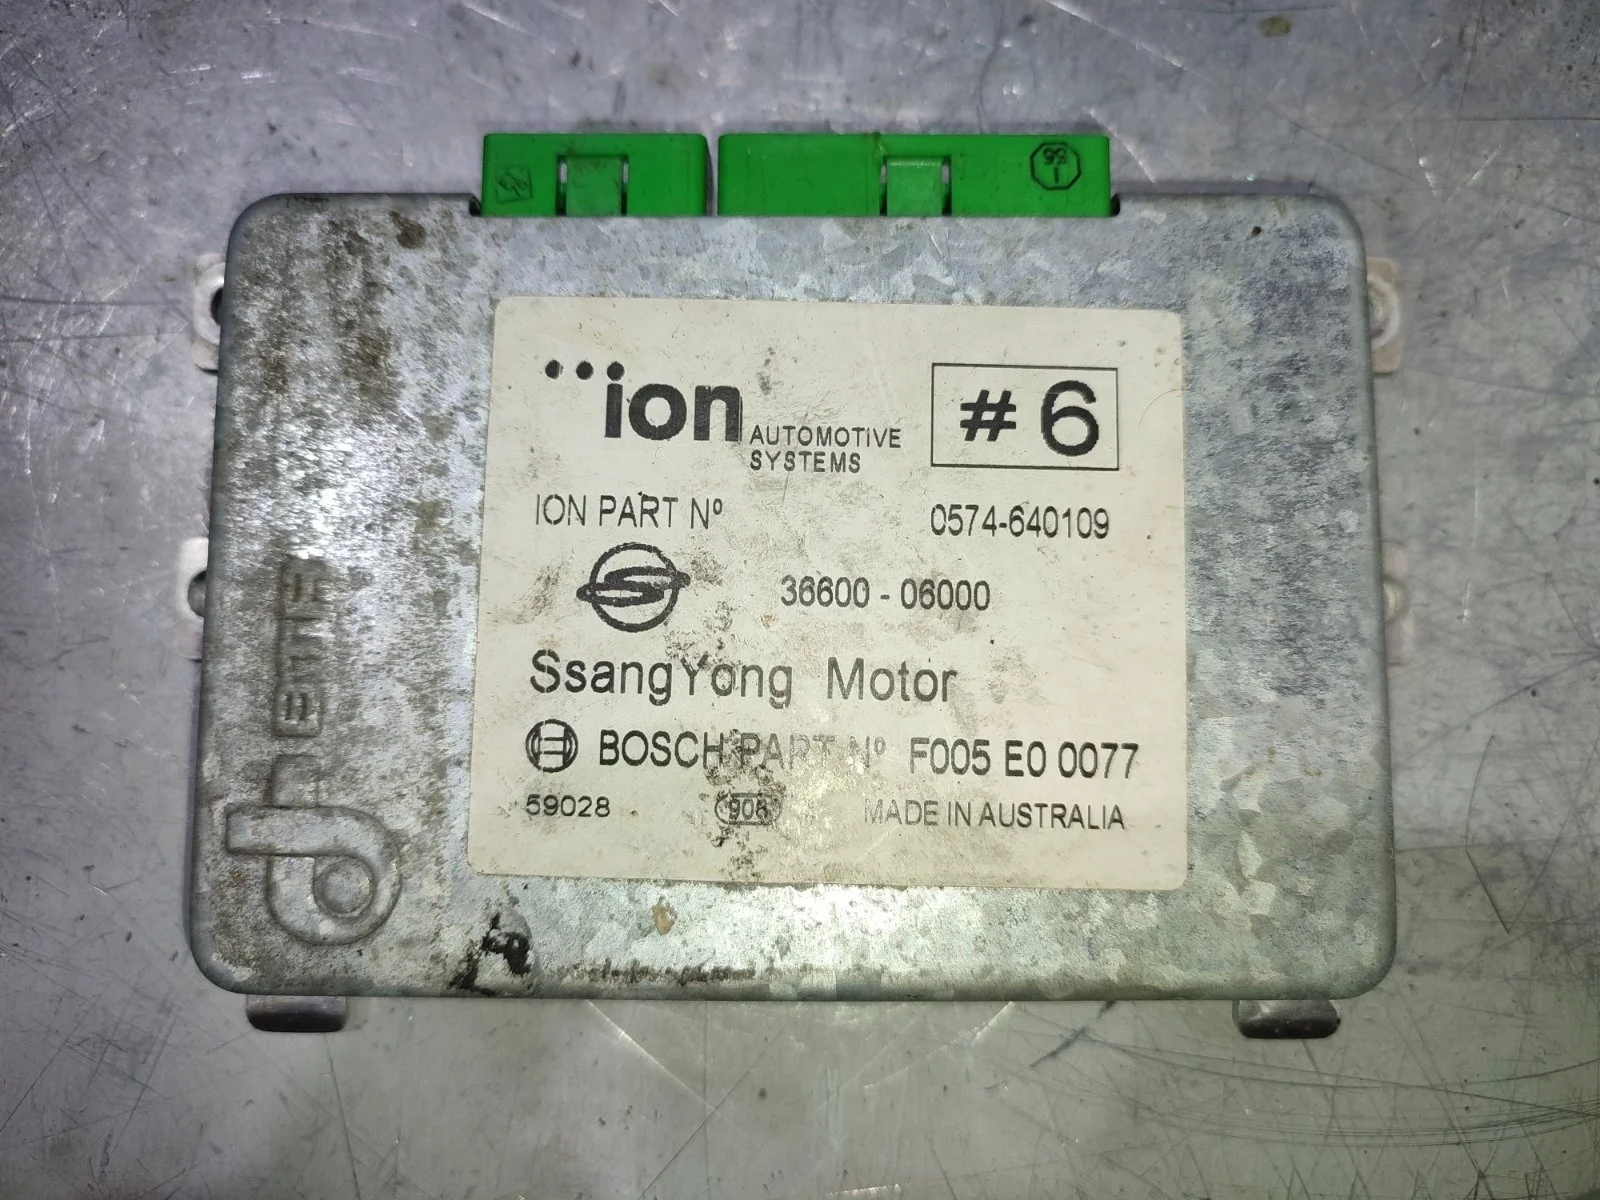 ion AUTOMOTIVE SYSTEMS
# 6
ION PART Nº 0574-640109
36600 - 06000
SsangYong Motor
BOSCH PART Nº F005 E0 0077
59028 906 MADE IN AUSTRALIA